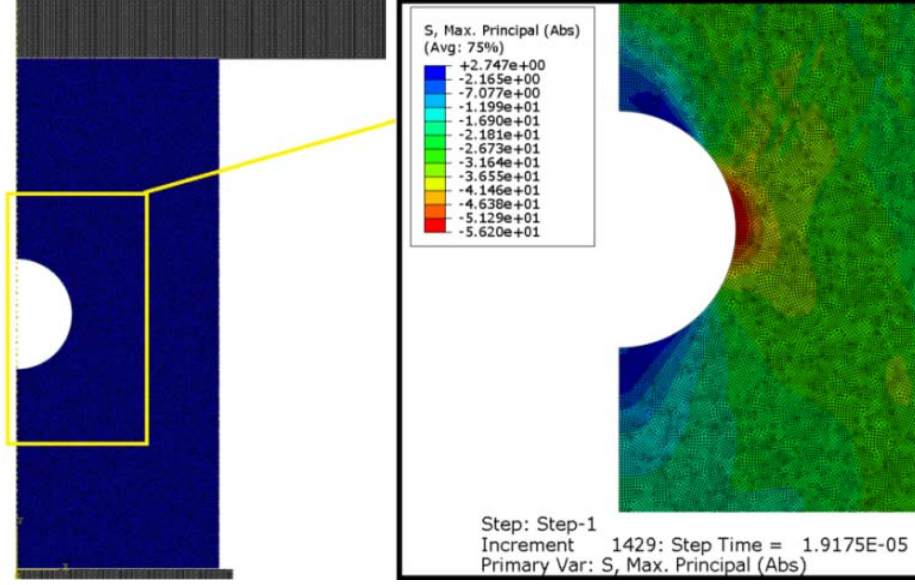 S, Max. Principal (Abs)
(Avg: 75%)
+2.747e+00
-2.165e+00
-7.077e+00
-1.199e+01
-1.690e+01
-2.181e+01
-2.673e+01
-3.164e+01
-3.655e+01
-4.146e+01
-4.638e+01
-5.129e+01
-5.620e+01
Step: Step-1
Increment 1429: Step Time = 1.9175E-05
Primary Var: S, Max. Principal (Abs)